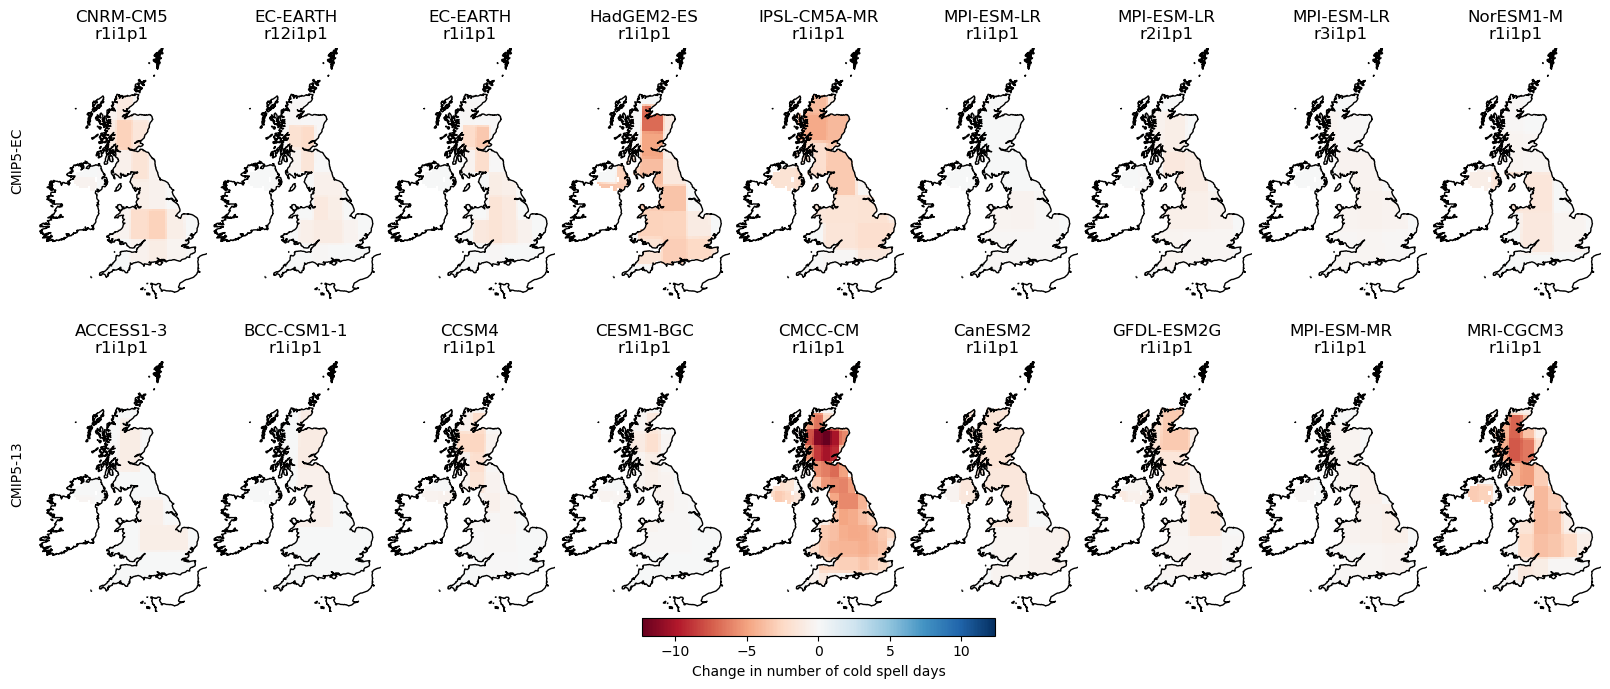 CNRM-CM5
r1i1p1
EC-EARTH
r12i1p1
EC-EARTH
r1i1p1
HadGEM2-ES
r1i1p1
IPSL-CM5A-MR
r1i1p1
MPI-ESM-LR
r1i1p1
MPI-ESM-LR
r2i1p1
MPI-ESM-LR
r3i1p1
NorESM1-M
r1i1p1
CMIP5-EC
ACCESS1-3
r1i1p1
BCC-CSM1-1
r1i1p1
CCSM4
r1i1p1
CESM1-BGC
r1i1p1
CMCC-CM
r1i1p1
CanESM2
r1i1p1
GFDL-ESM2G
r1i1p1
MPI-ESM-MR
r1i1p1
MRI-CGCM3
r1i1p1
CMIP5-13
−10 −5 0 5 10
Change in number of cold spell days